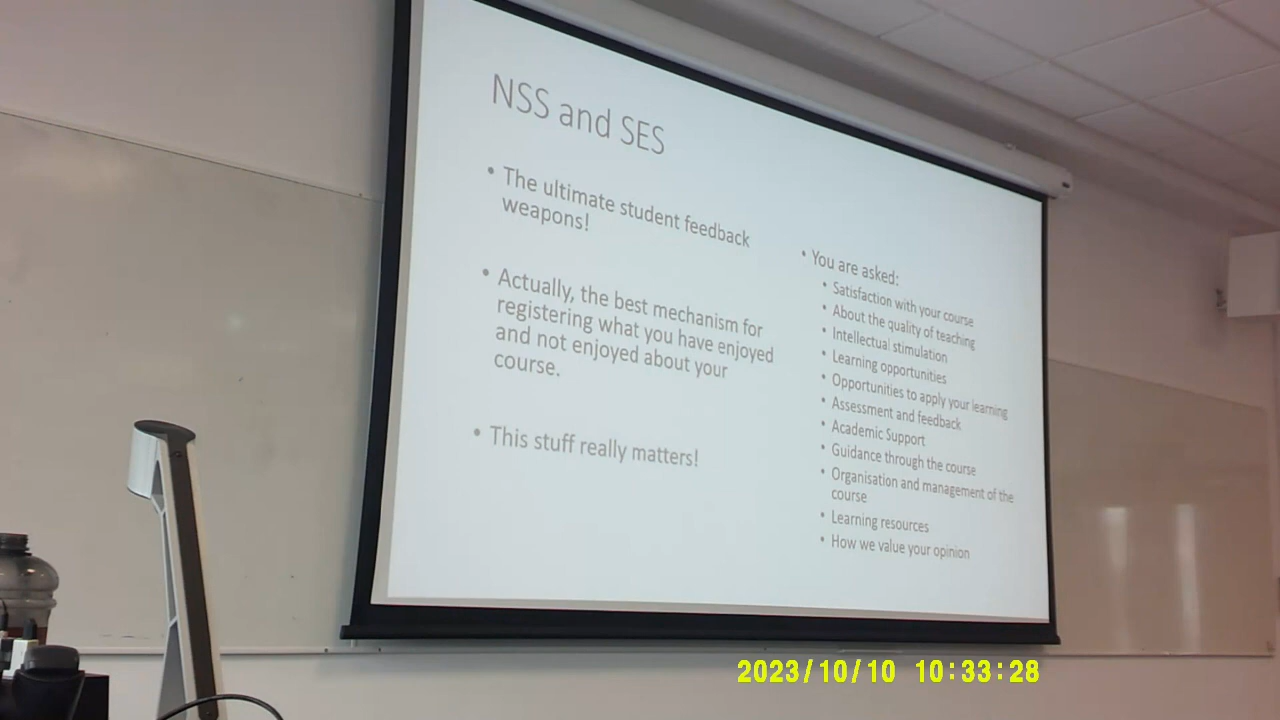 NSS and SES
• The ultimate student feedback
weapons!
• Actually, the best mechanism for
registering what you have enjoyed
and not enjoyed about your
course.
• This stuff really matters!
• You are asked:
• Satisfaction with your course
• About the quality of teaching
• Intellectual stimulation
• Learning opportunities
• Opportunities to apply your learning
• Assessment and feedback
• Academic Support
• Guidance through the course
• Organisation and management of the
course
• Learning resources
• How we value your opinion
2023/10/10 10:33:28